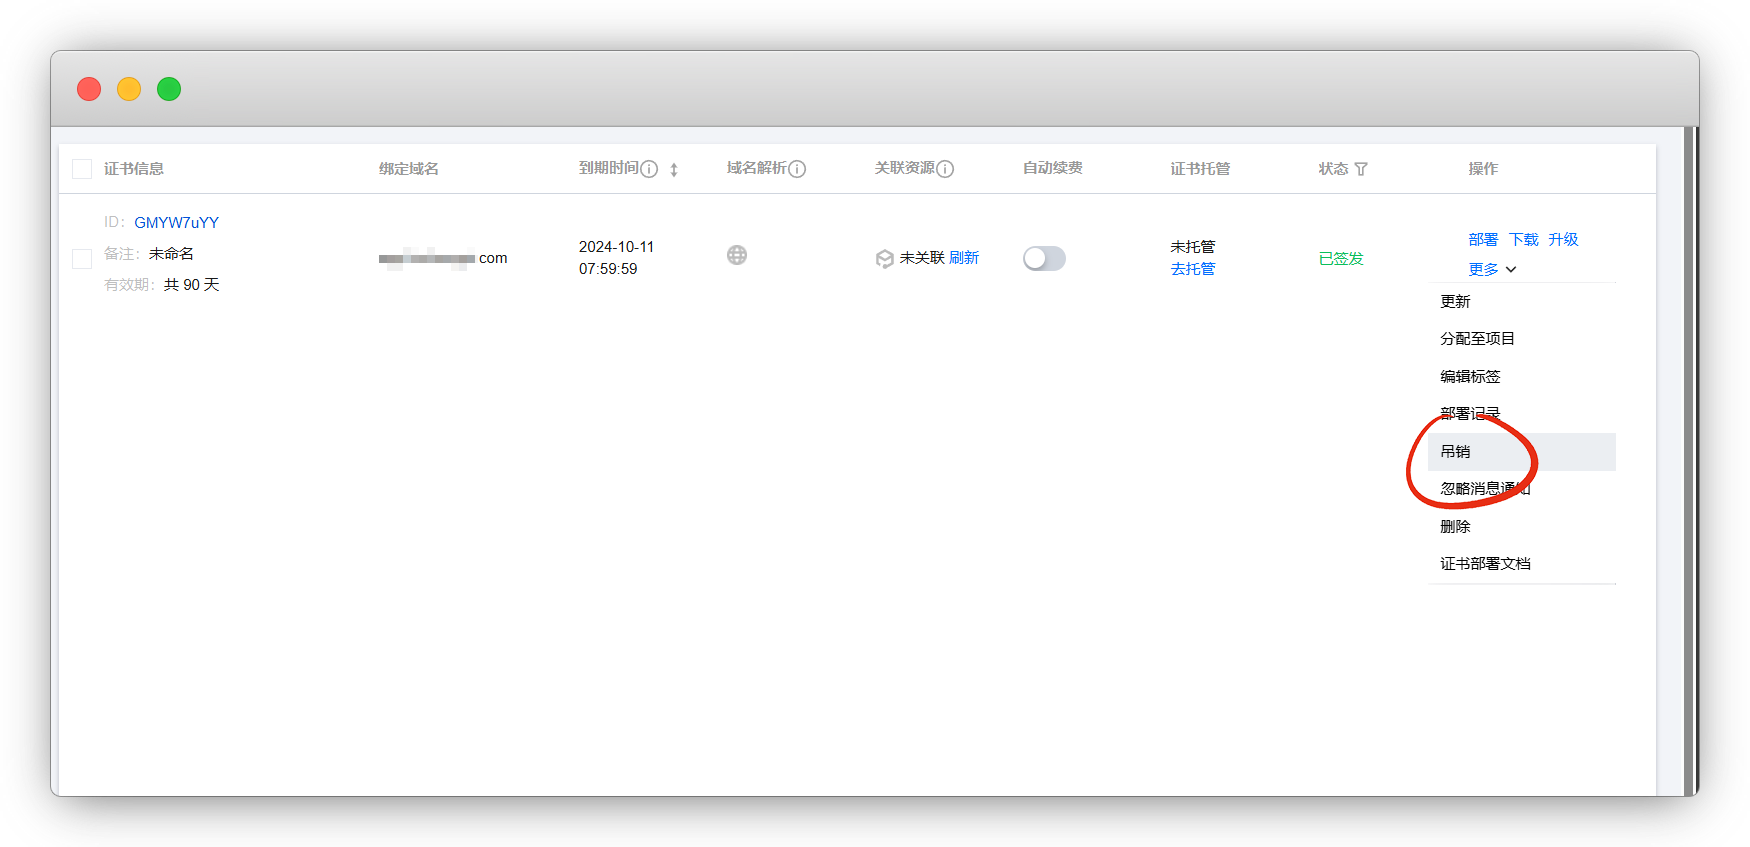 证书信息 绑定域名 到期时间 域名解析 关联资源 自动续费 证书托管 状态 操作
ID： GMYW7uYY
备注： 未命名
有效期： 共 90 天
com
2024-10-11
07:59:59
未关联 刷新
未托管
去托管
已签发
部署 下载 升级
更多
更新
分配至项目
编辑标签
部署记录
吊销
忽略消息通知
删除
证书部署文档